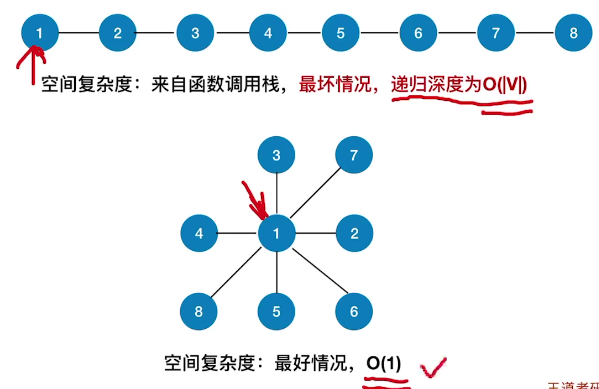 1 2 3 4 5 6 7 8
空间复杂度：来自函数调用栈，最坏情况，递归深度为O(|V|)
3 7
4 1 2
8 5 6
空间复杂度：最好情况，O(1)
王道考研